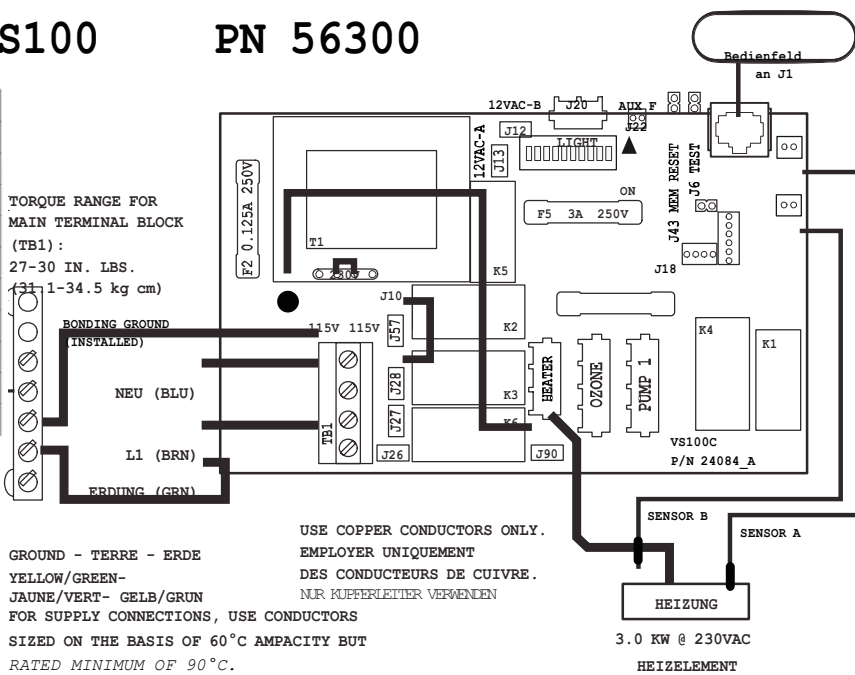 S100 PN 56300
Bedienfeld
an J1
12VAC-B
J20
AUX F
J22
J12
LIGHT
12VAC-A
J13
J43 MEM RESET
J6 TEST
TORQUE RANGE FOR
MAIN TERMINAL BLOCK
(TB1):
27-30 IN. LBS.
(31.1-34.5 kg cm)
F2 0.125A 250V
T1
230V
K5
ON
F5 3A 250V
J18
J10
BONDING GROUND
(INSTALLED)
115V 115V
J57
K2
K4
K1
NEU (BLU)
J28
K3
HEATER
OZONE
PUMP 1
TB1
J27
K6
L1 (BRN)
J26
J90
VS100C
P/N 24084_A
ERDUNG (GRN)
SENSOR B
SENSOR A
GROUND - TERRE - ERDE
YELLOW/GREEN-
JAUNE/VERT- GELB/GRUN
FOR SUPPLY CONNECTIONS, USE CONDUCTORS
SIZED ON THE BASIS OF 60°C AMPACITY BUT
RATED MINIMUM OF 90°C.
USE COPPER CONDUCTORS ONLY.
EMPLOYER UNIQUEMENT
DES CONDUCTEURS DE CUIVRE.
NUR KUPFERLEITER VERWENDEN
HEIZUNG
3.0 KW @ 230VAC
HEIZELEMENT